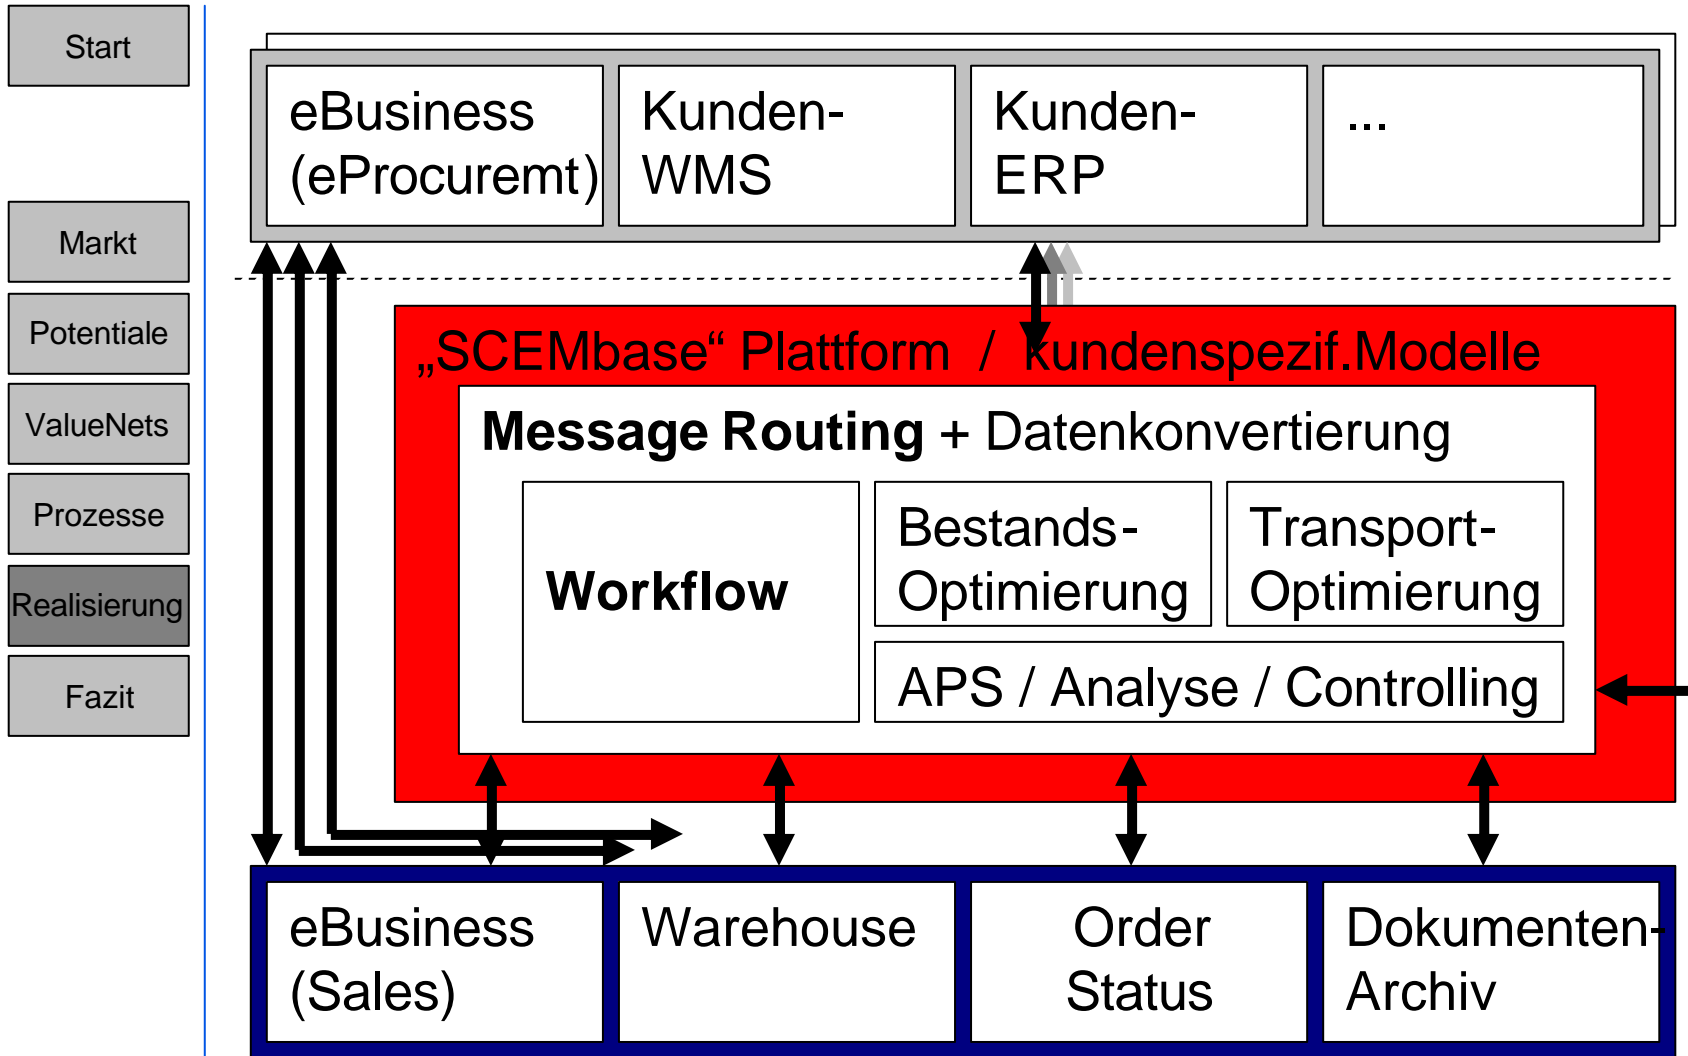 Start
Markt
Potentiale
ValueNets
Prozesse
Realisierung
Fazit
eBusiness
(eProcuremt)
Kunden-
WMS
Kunden-
ERP
...
„SCEMbase“ Plattform / kundenspezif.Modelle
Message Routing + Datenkonvertierung
Workflow
Bestands-
Optimierung
Transport-
Optimierung
APS / Analyse / Controlling
eBusiness
(Sales)
Warehouse
Order
Status
Dokumenten-
Archiv